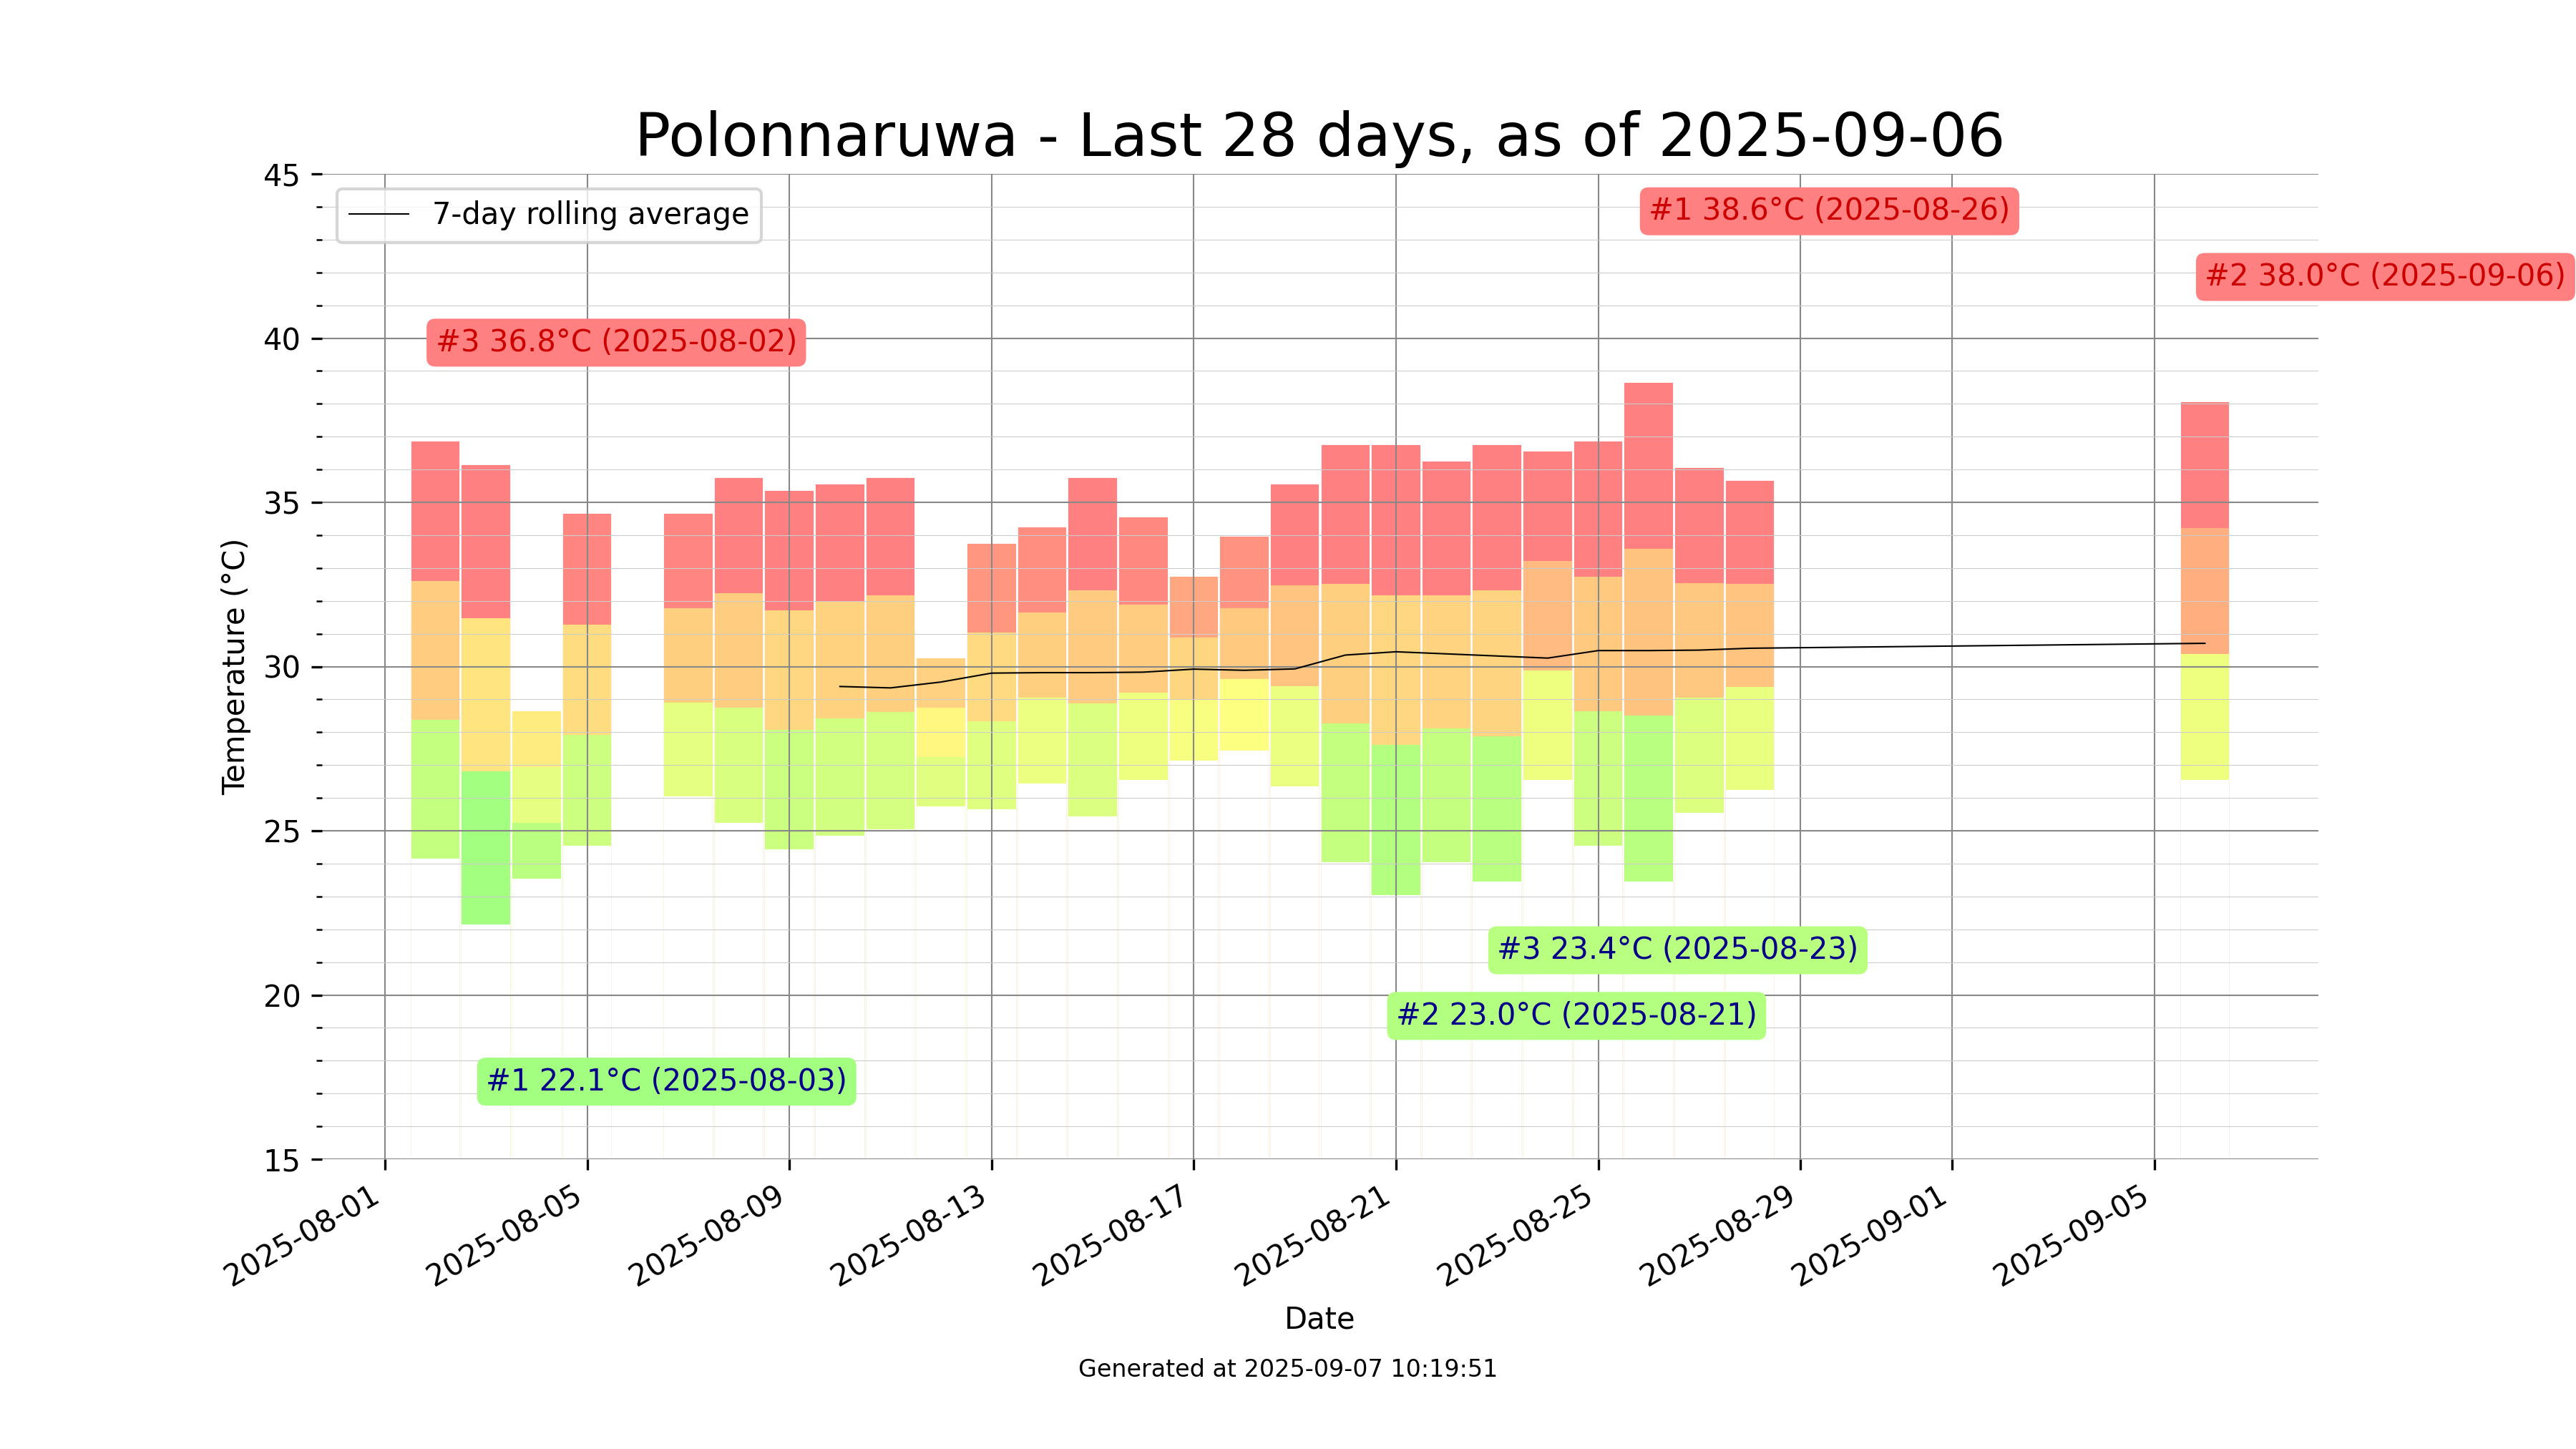 Polonnaruwa - Last 28 days, as of 2025-09-06
7-day rolling average
#1 38.6°C (2025-08-26)
#2 38.0°C (2025-09-06)
#3 36.8°C (2025-08-02)
#3 23.4°C (2025-08-23)
#2 23.0°C (2025-08-21)
#1 22.1°C (2025-08-03)
Temperature (°C)
45
40
35
30
25
20
15
2025-08-01
2025-08-05
2025-08-09
2025-08-13
2025-08-17
2025-08-21
2025-08-25
2025-08-29
2025-09-01
2025-09-05
Date
Generated at 2025-09-07 10:19:51